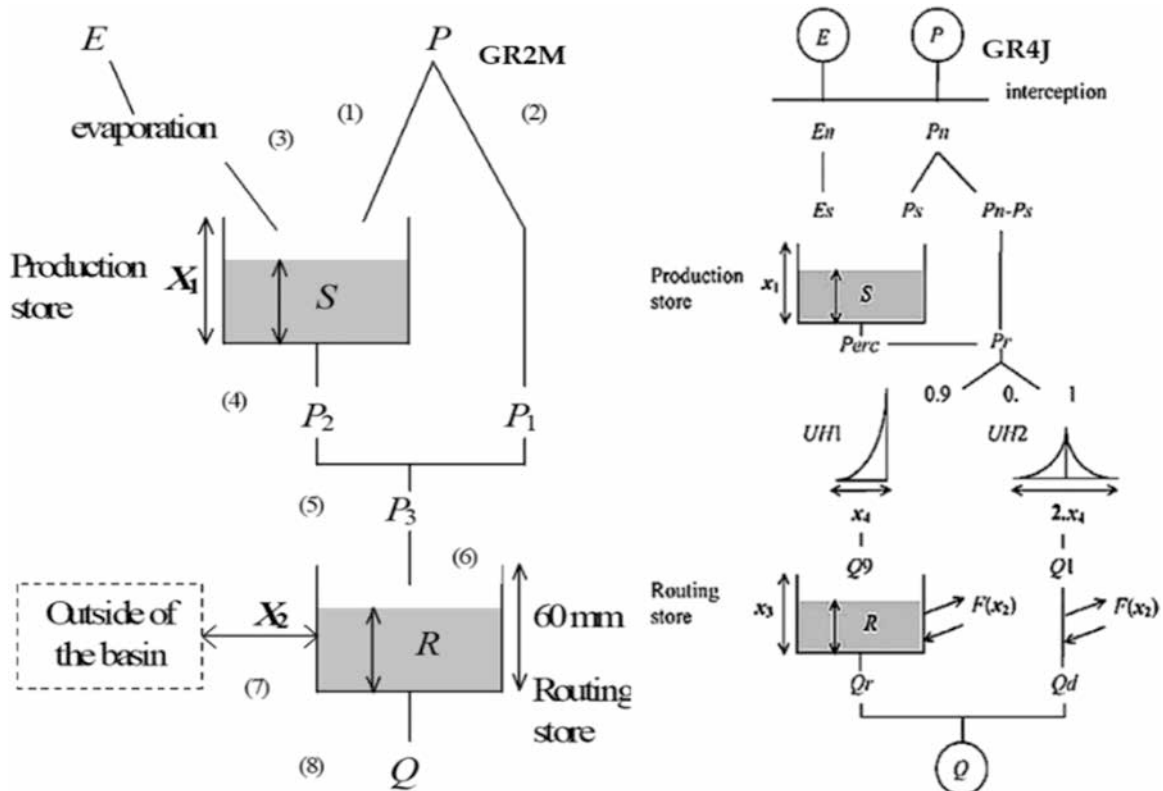 E
P
GR2M
evaporation
(1)
(2)
(3)
Production
store
X₁
S
(4)
P₂
P₁
(5)
P₃
(6)
Outside of
the basin
X₂
R
60 mm
(7)
Routing
store
(8)
Q
E
P
GR4J
interception
En
Pn
Es
Ps
Pn-Ps
Production
store
x₁
S
Perc
Pr
0.9
0.
1
UH1
UH2
x₄
2.x₄
Q9
Q1
Routing
store
x₃
R
F(x₂)
F(x₂)
Qr
Qd
Q